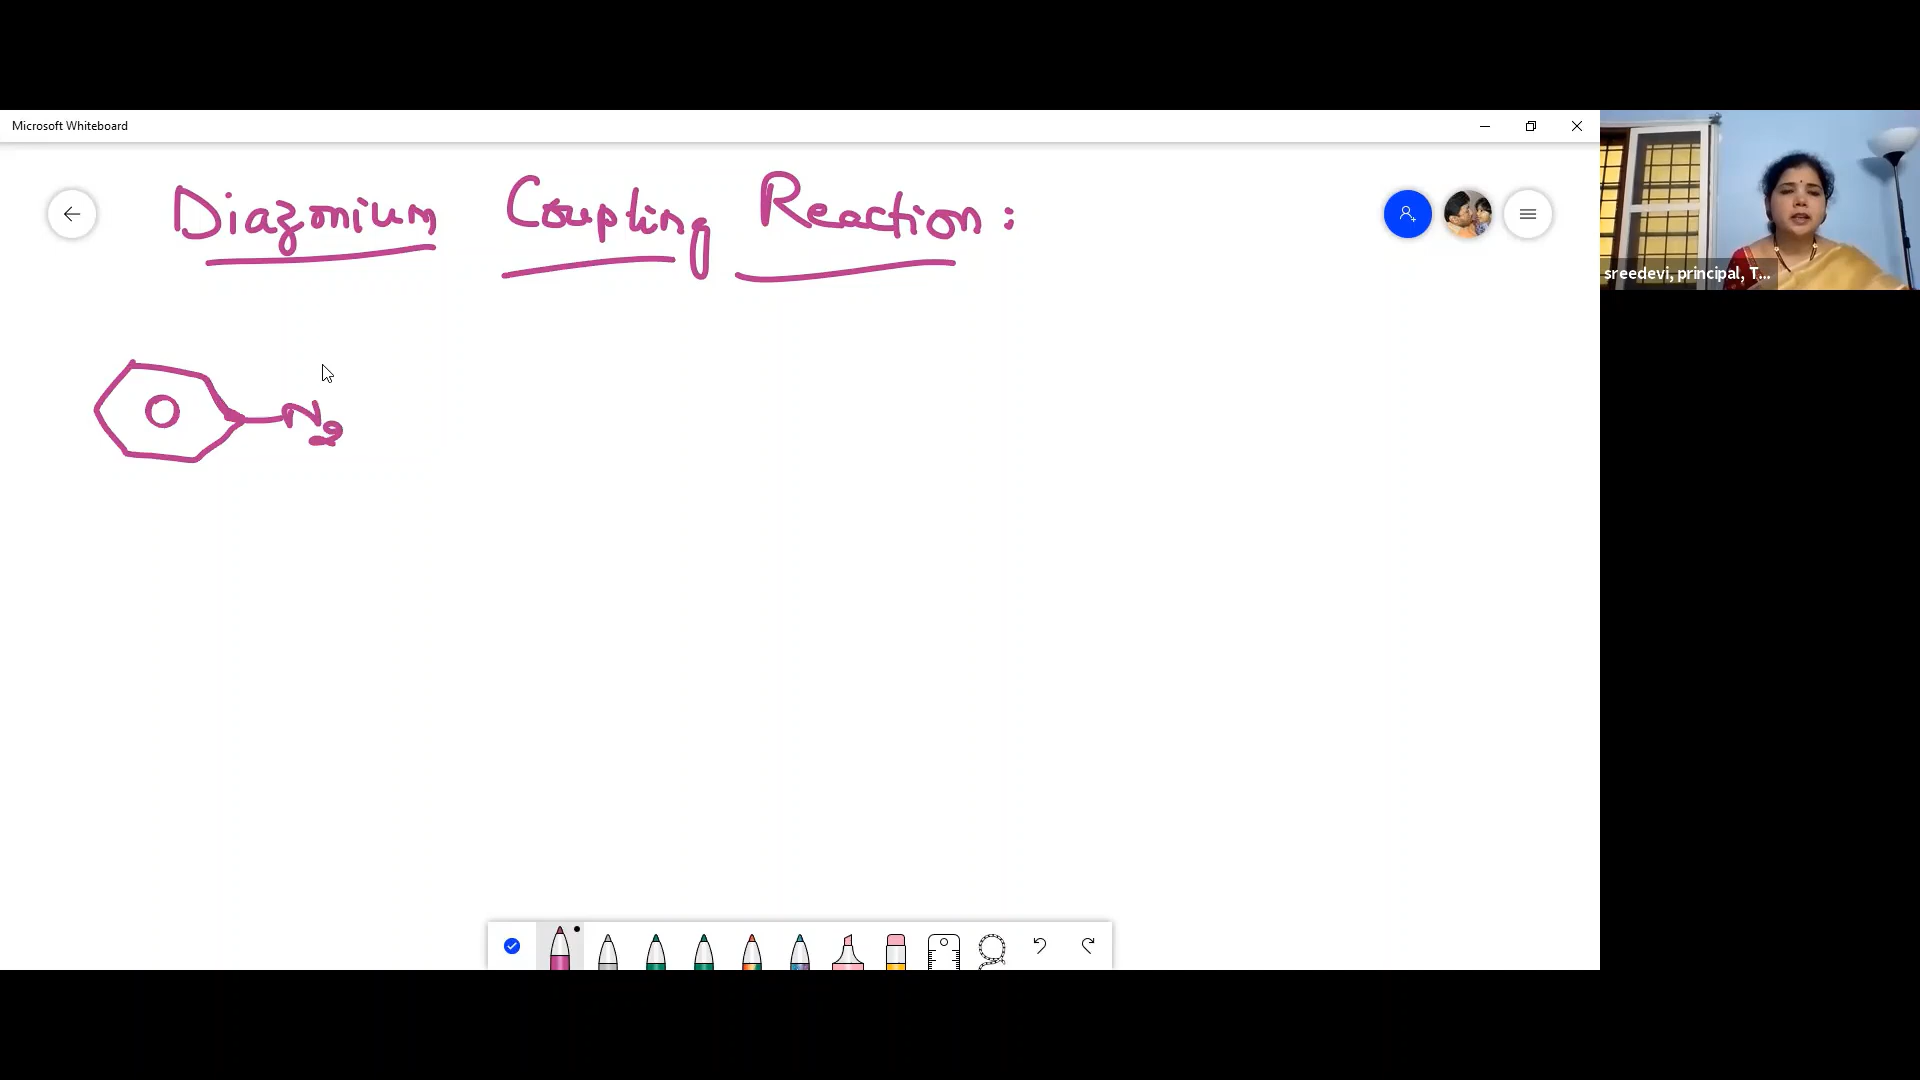 Microsoft Whiteboard
Diazonium Coupling Reaction :
sreedevi, principal, T...
N2